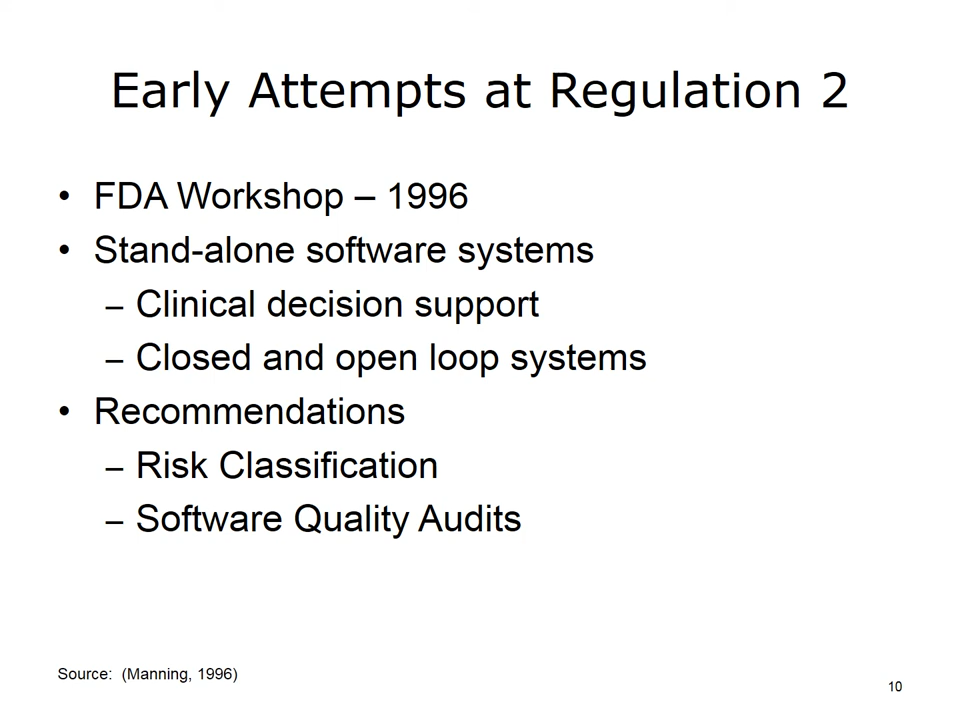 Early Attempts at Regulation 2
• FDA Workshop – 1996
• Stand-alone software systems
– Clinical decision support
– Closed and open loop systems
• Recommendations
– Risk Classification
– Software Quality Audits
Source: (Manning, 1996)
10